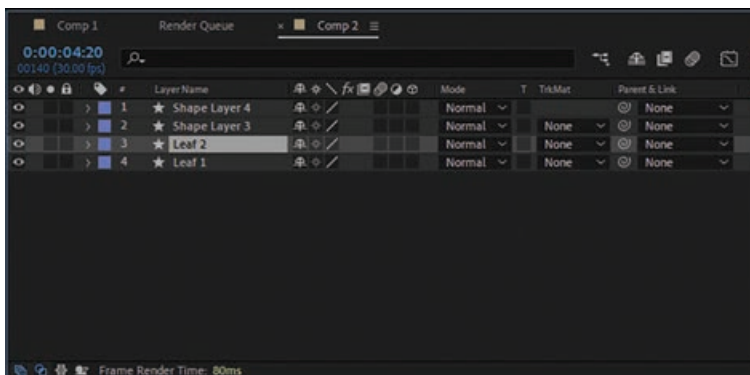 Comp 1 Render Queue × Comp 2
0:00:04:20
00140 (30.00 fps)
# Layer Name fx Mode T TrkMat Parent & Link
1 Shape Layer 4 Normal None
2 Shape Layer 3 Normal None None
3 Leaf 2 Normal None None
4 Leaf 1 Normal None None
Frame Render Time: 80ms